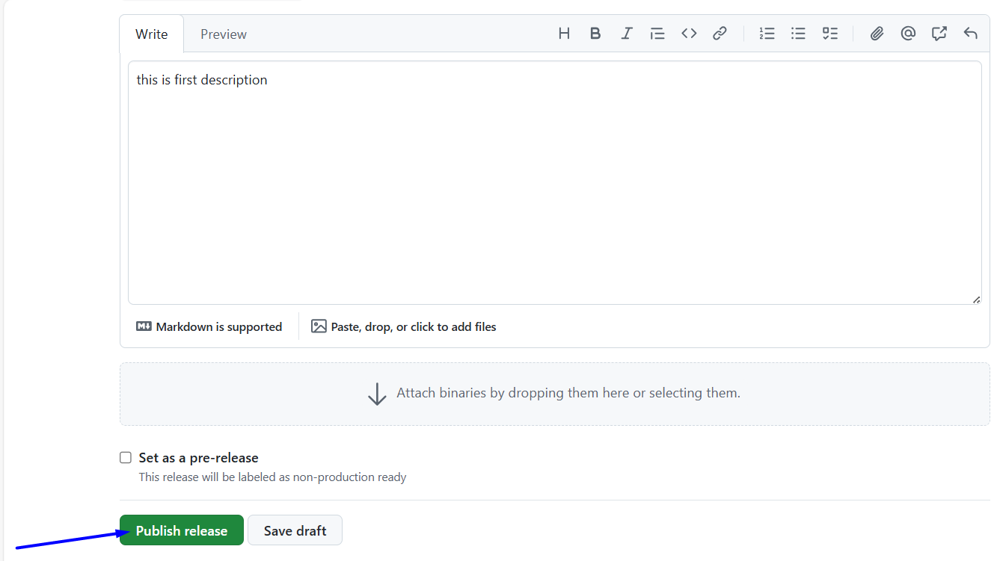 Write Preview
this is first description
Markdown is supported Paste, drop, or click to add files
Attach binaries by dropping them here or selecting them.
Set as a pre-release
This release will be labeled as non-production ready
Publish release Save draft